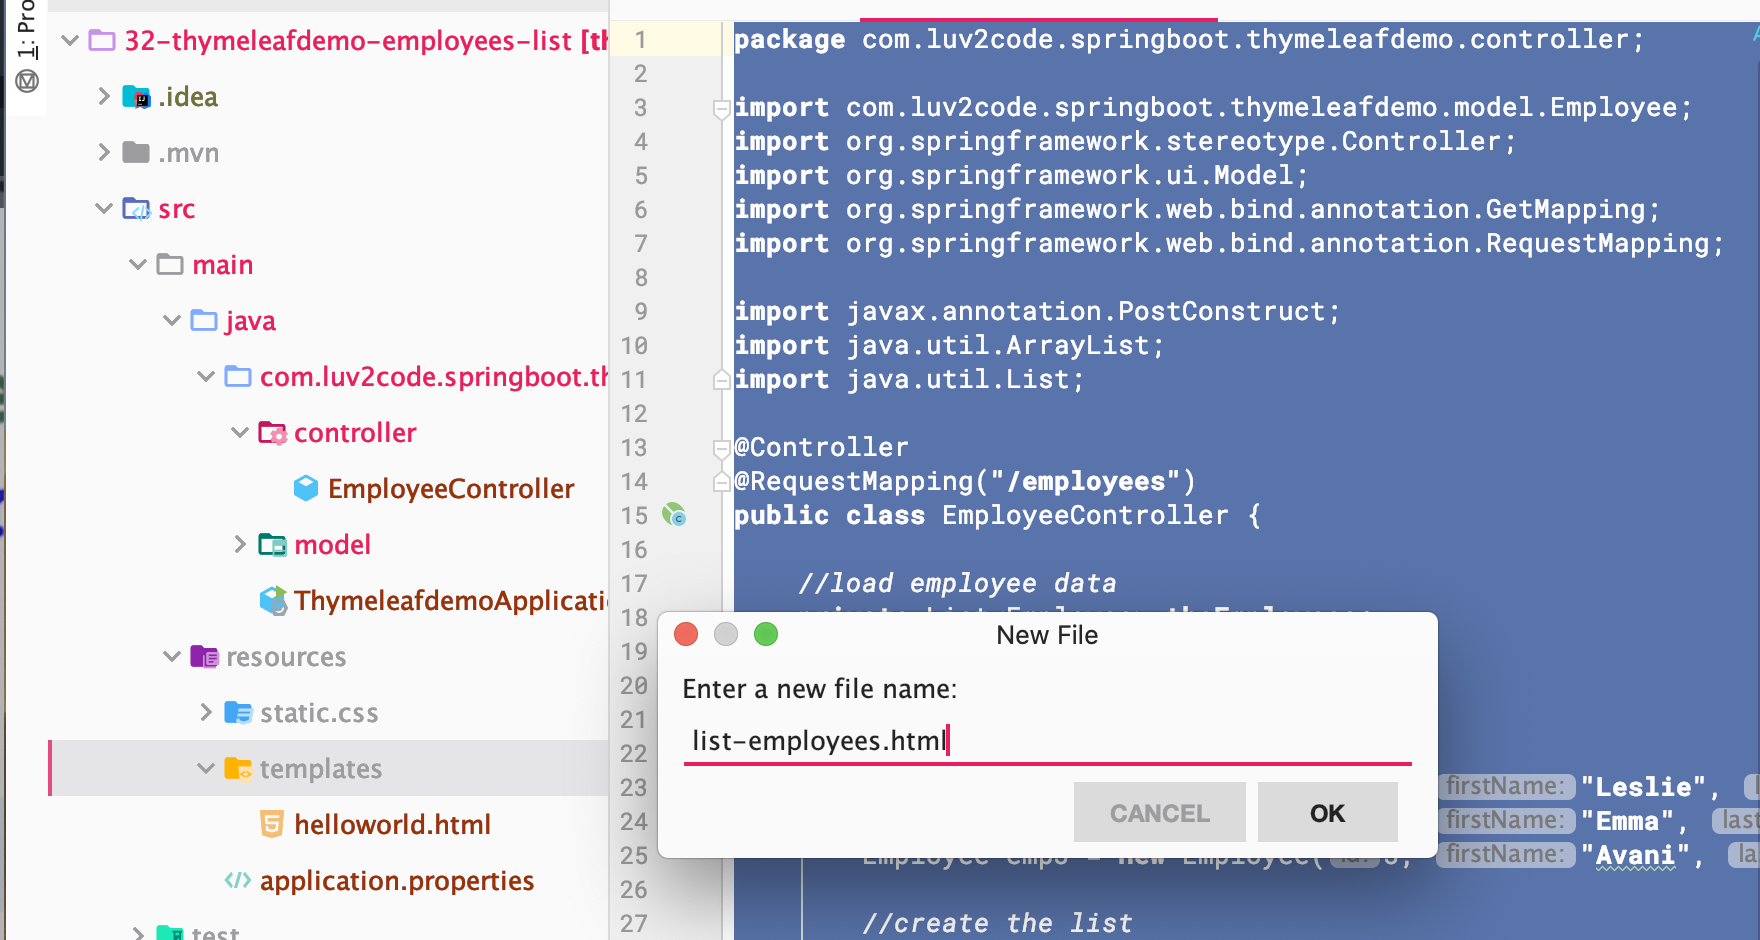 1: Pro
32-thymeleafdemo-employees-list [th
.idea
.mvn
src
main
java
com.luv2code.springboot.th
controller
EmployeeController
model
ThymeleafdemoApplicati
resources
static.css
templates
helloworld.html
application.properties
test
1 package com.luv2code.springboot.thymeleafdemo.controller;
2
3 import com.luv2code.springboot.thymeleafdemo.model.Employee;
4 import org.springframework.stereotype.Controller;
5 import org.springframework.ui.Model;
6 import org.springframework.web.bind.annotation.GetMapping;
7 import org.springframework.web.bind.annotation.RequestMapping;
8
9 import javax.annotation.PostConstruct;
10 import java.util.ArrayList;
11 import java.util.List;
12
13 @Controller
14 @RequestMapping("/employees")
15 public class EmployeeController {
16
17 //load employee data
18
19
20
21
22
23 firstName: "Leslie", l
24 firstName: "Emma", last
25 Employee emp3 = new Employee( id: 3, firstName: "Avani", la
26
27 //create the list
New File
Enter a new file name:
list-employees.html
CANCEL OK